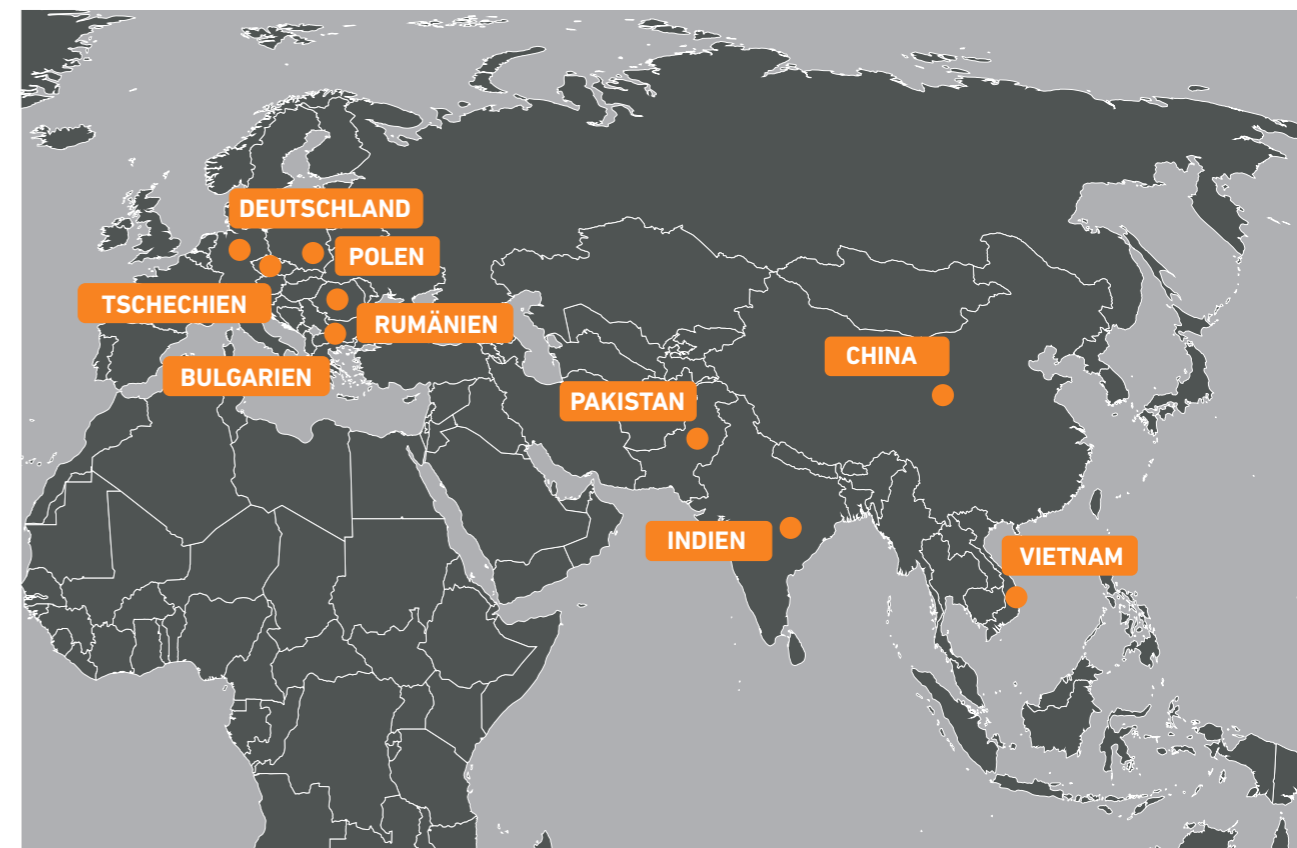 DEUTSCHLAND
POLEN
TSCHECHIEN
RUMÄNIEN
BULGARIEN
CHINA
PAKISTAN
INDIEN
VIETNAM